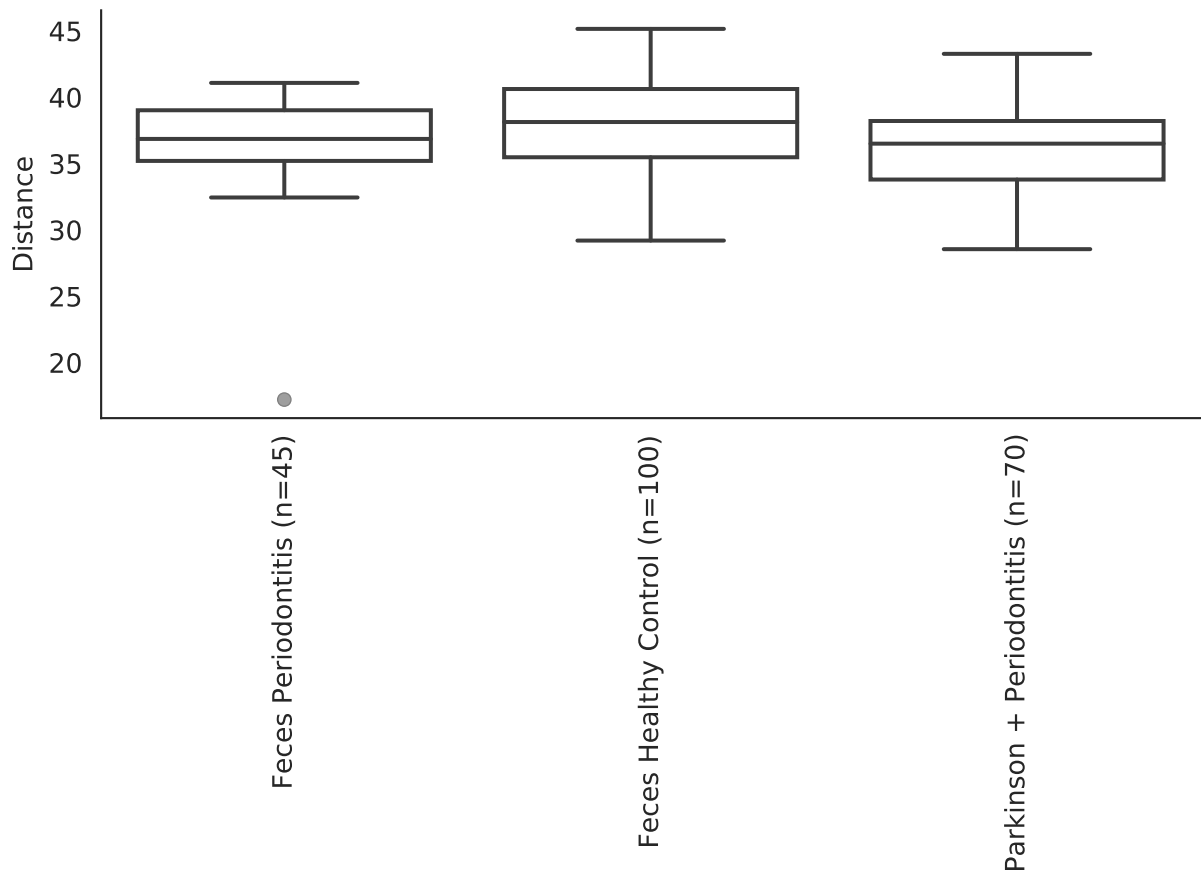 Distance
45
40
35
30
25
20
Feces Periodontitis (n=45)
Feces Healthy Control (n=100)
Parkinson + Periodontitis (n=70)